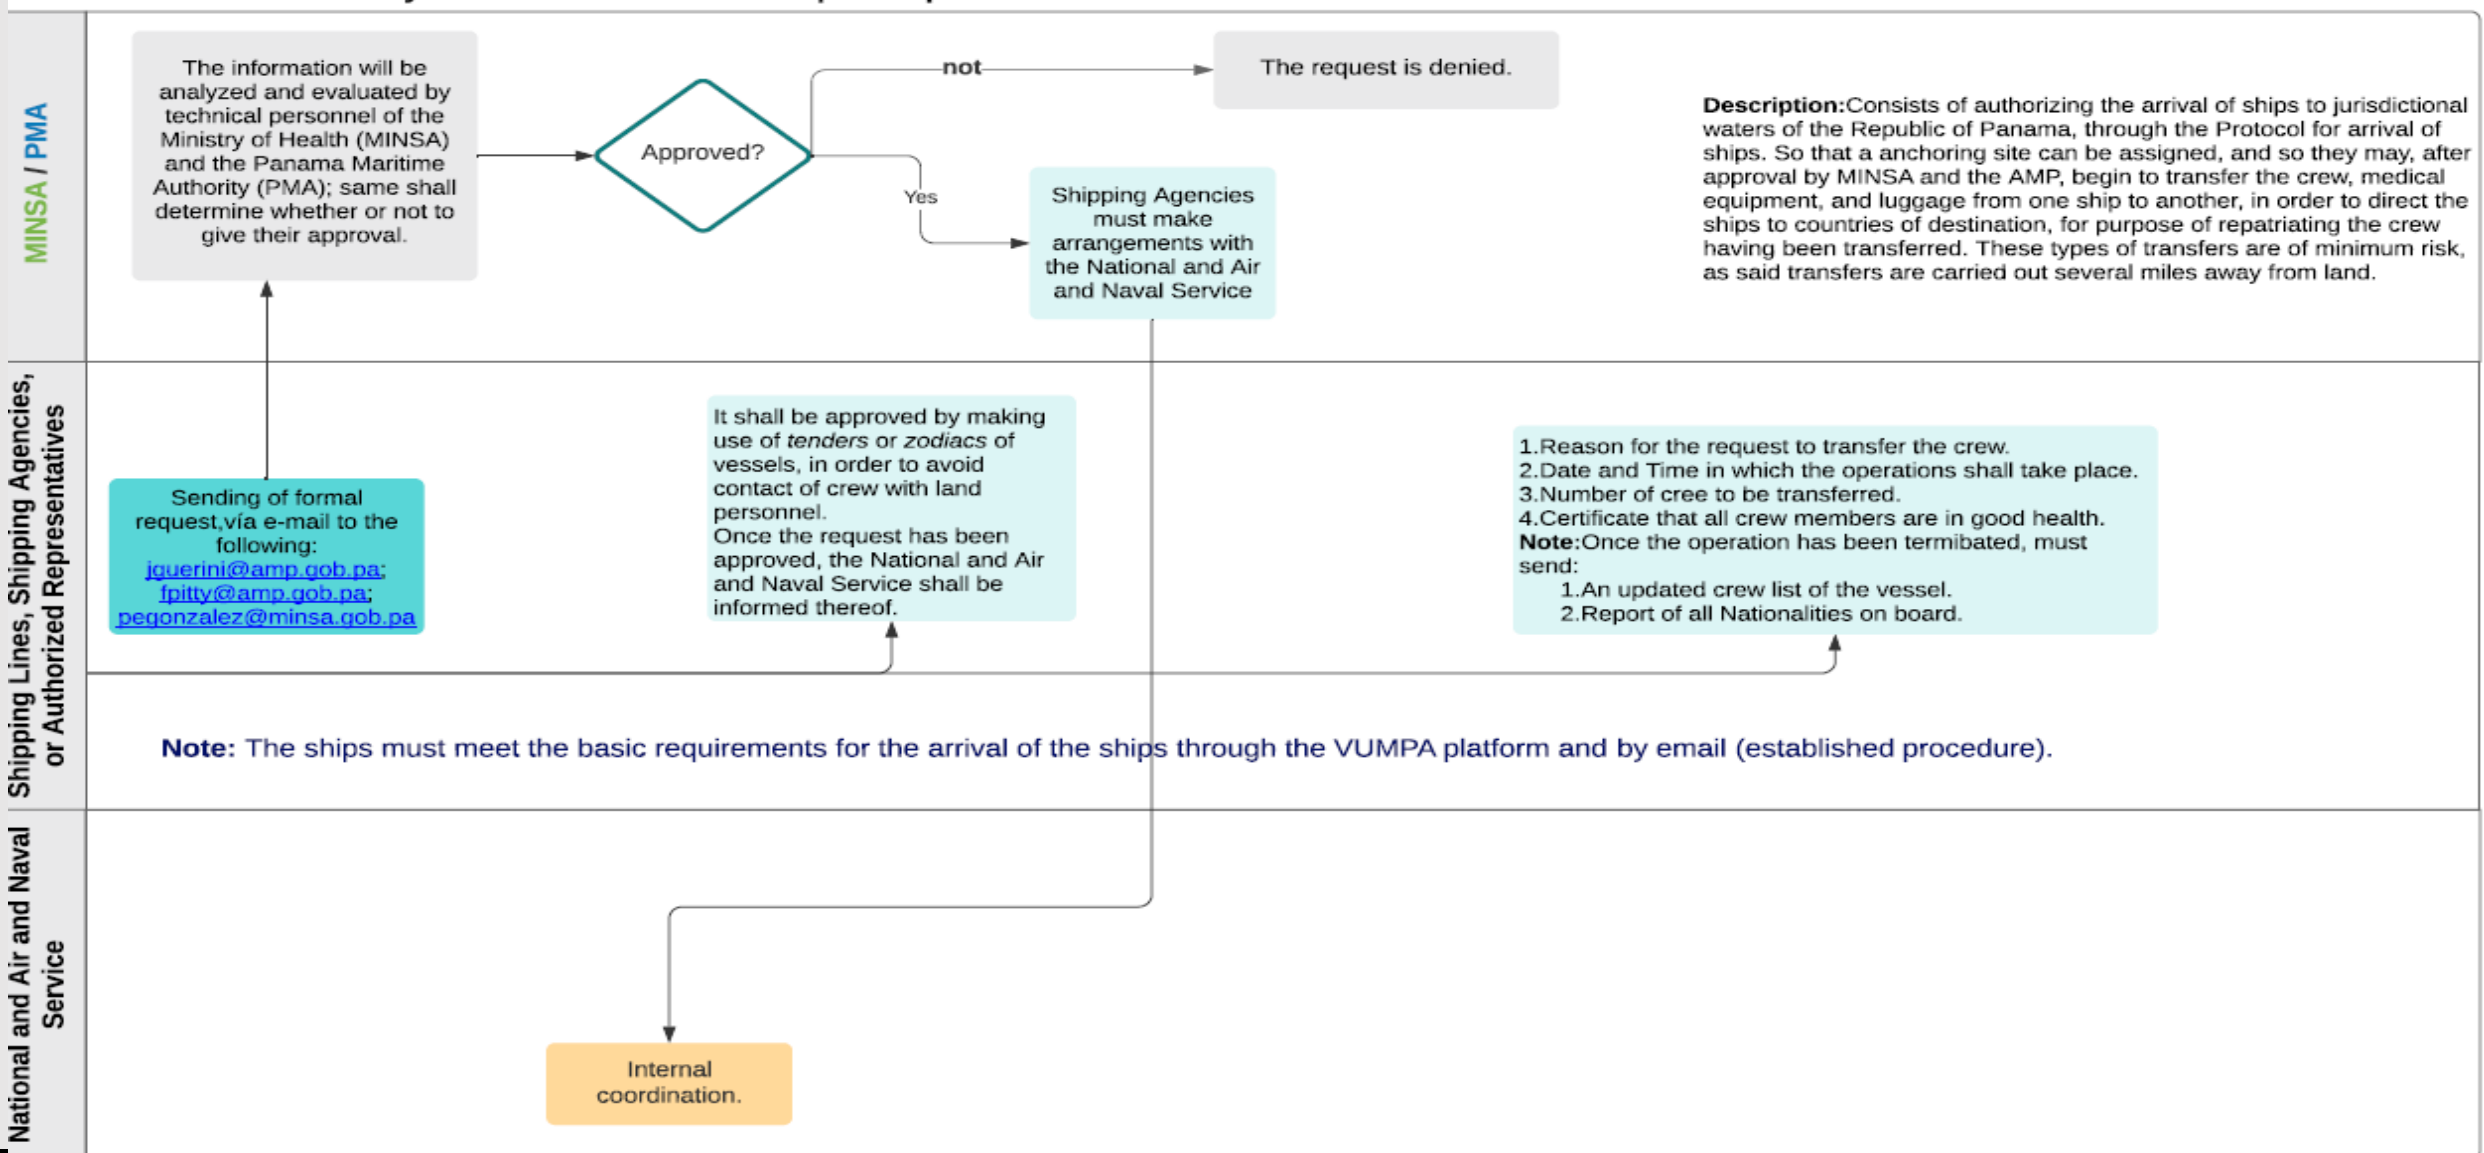 MINSA / PMA
The information will be
analyzed and evaluated by
technical personnel of the
Ministry of Health (MINSA)
and the Panama Maritime
Authority (PMA); same shall
determine whether or not to
give their approval.
Approved?
not
The request is denied.
Yes
Shipping Agencies
must make
arrangements with
the National and Air
and Naval Service
Description:Consists of authorizing the arrival of ships to jurisdictional
waters of the Republic of Panama, through the Protocol for arrival of
ships. So that a anchoring site can be assigned, and so they may, after
approval by MINSA and the AMP, begin to transfer the crew, medical
equipment, and luggage from one ship to another, in order to direct the
ships to countries of destination, for purpose of repatriating the crew
having been transferred. These types of transfers are of minimum risk,
as said transfers are carried out several miles away from land.
Shipping Lines, Shipping Agencies,
or Authorized Representatives
Sending of formal
request,vía e-mail to the
following:
jguerini@amp.gob.pa;
fpitty@amp.gob.pa;
pegonzalez@minsa.gob.pa
It shall be approved by making
use of tenders or zodiacs of
vessels, in order to avoid
contact of crew with land
personnel.
Once the request has been
approved, the National and Air
and Naval Service shall be
informed thereof.
1.Reason for the request to transfer the crew.
2.Date and Time in which the operations shall take place.
3.Number of cree to be transferred.
4.Certificate that all crew members are in good health.
Note:Once the operation has been termibated, must
send:
1.An updated crew list of the vessel.
2.Report of all Nationalities on board.
Note: The ships must meet the basic requirements for the arrival of the ships through the VUMPA platform and by email (established procedure).
National and Air and Naval
Service
Internal
coordination.